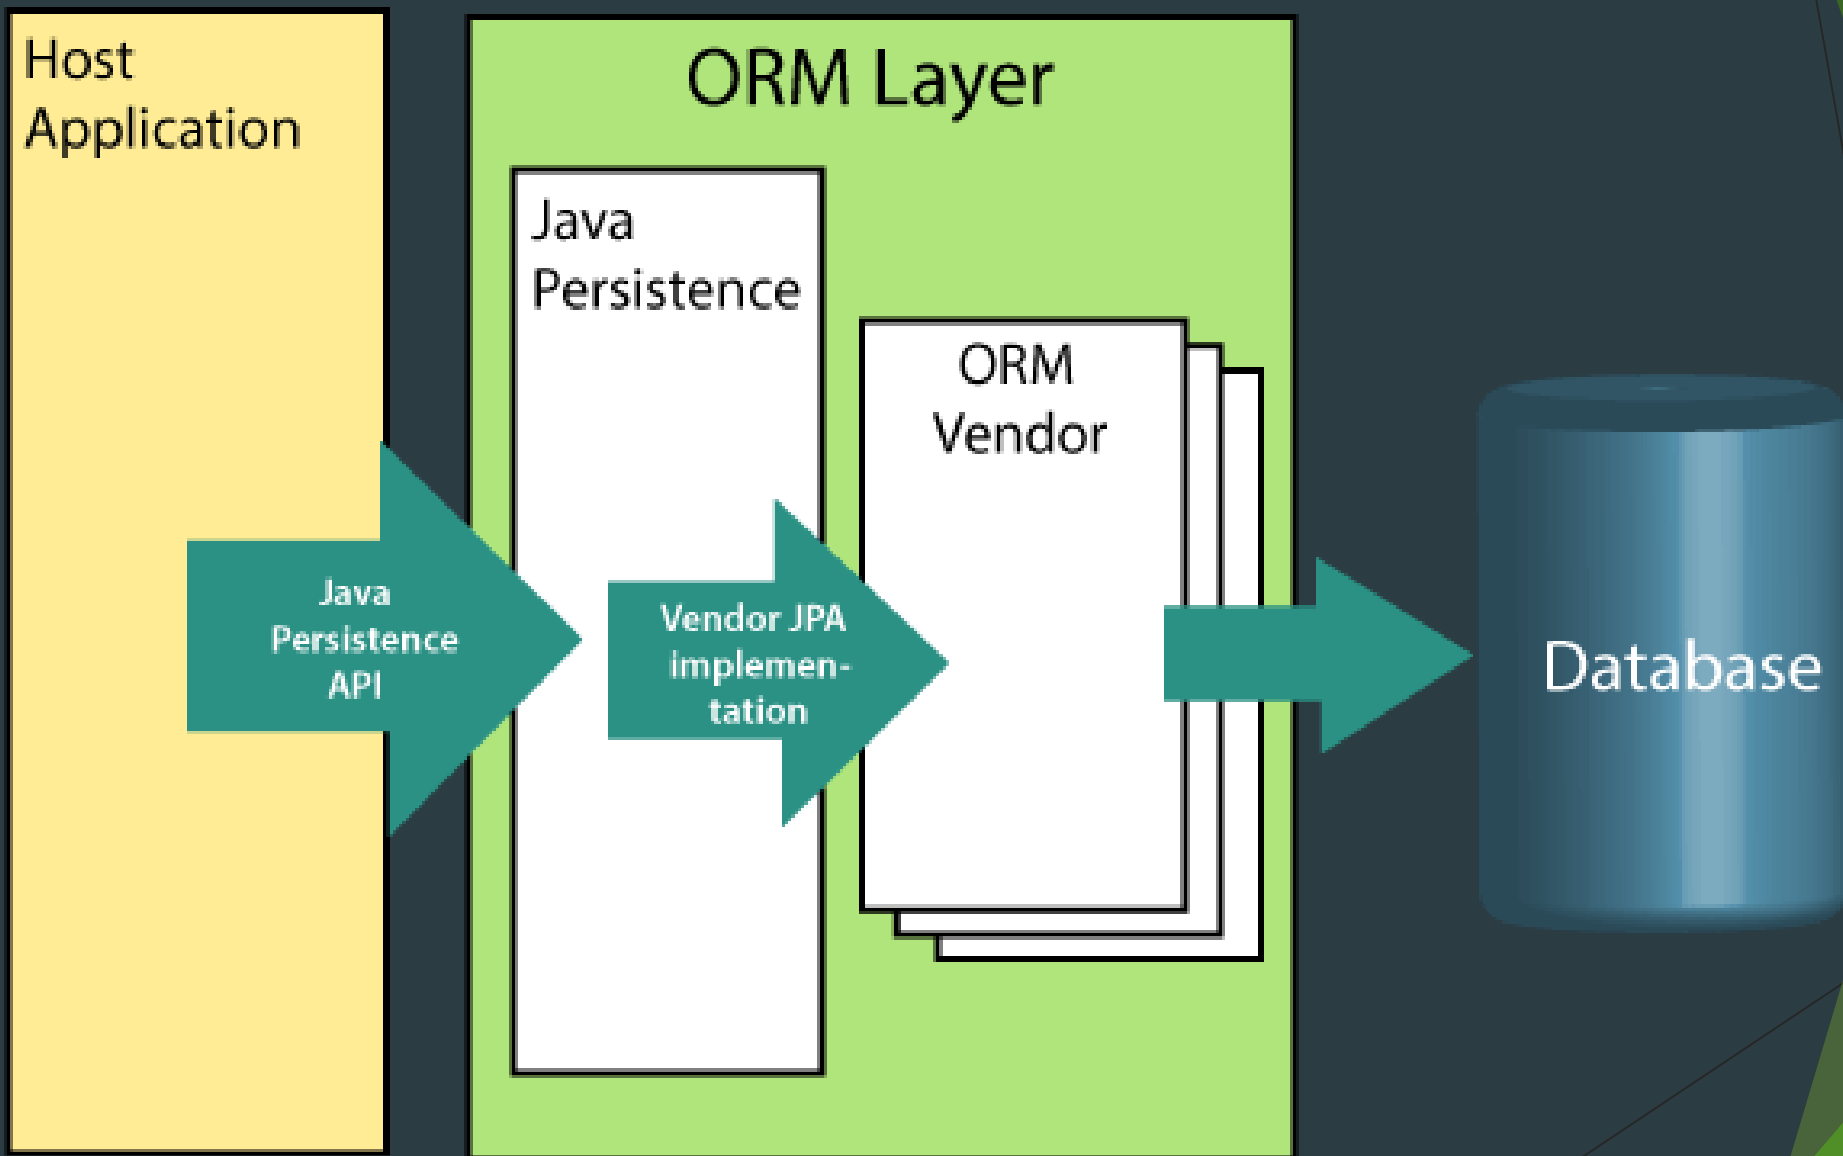 Host
Application
ORM Layer
Java
Persistence
ORM
Vendor
Java
Persistence
API
Vendor JPA
implemen-
tation
Database